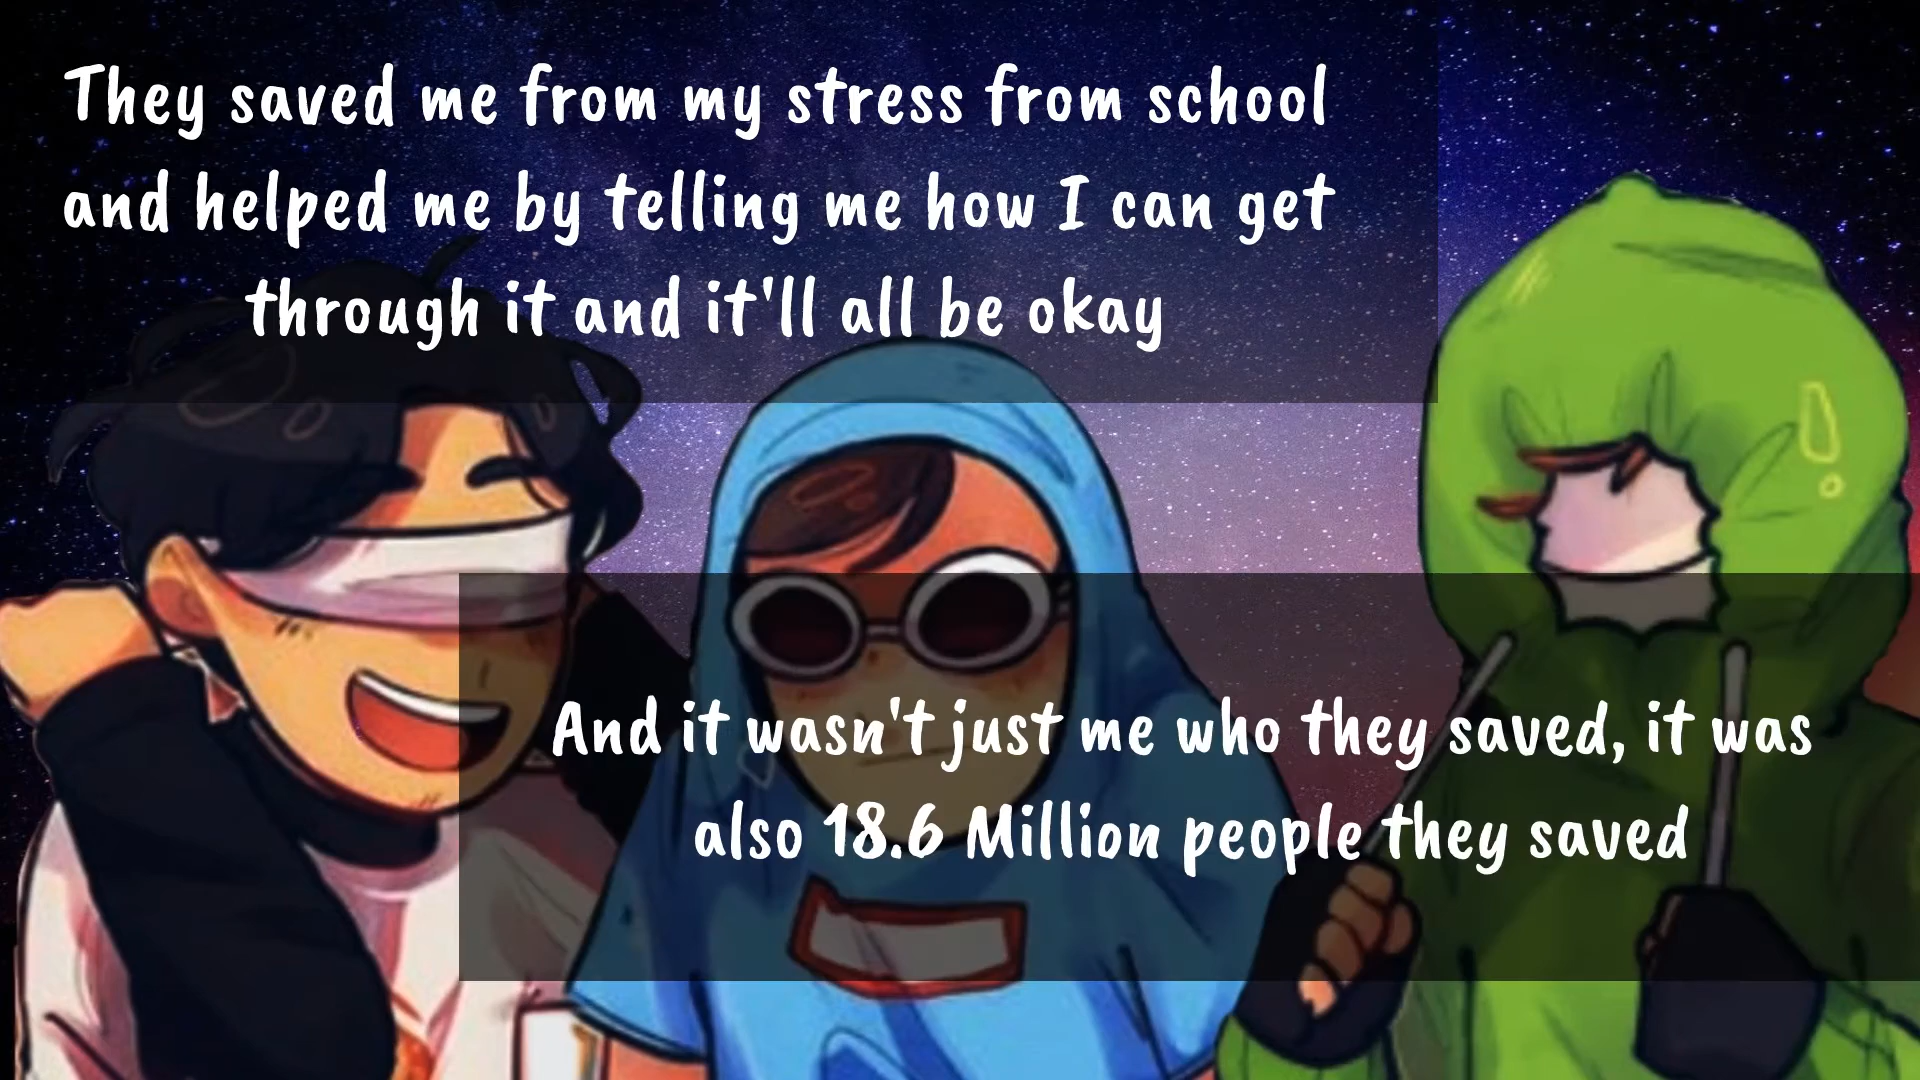 They saved me from my stress from school
and helped me by telling me how I can get
through it and it'll all be okay
And it wasn't just me who they saved, it was
also 18.6 Million people they saved